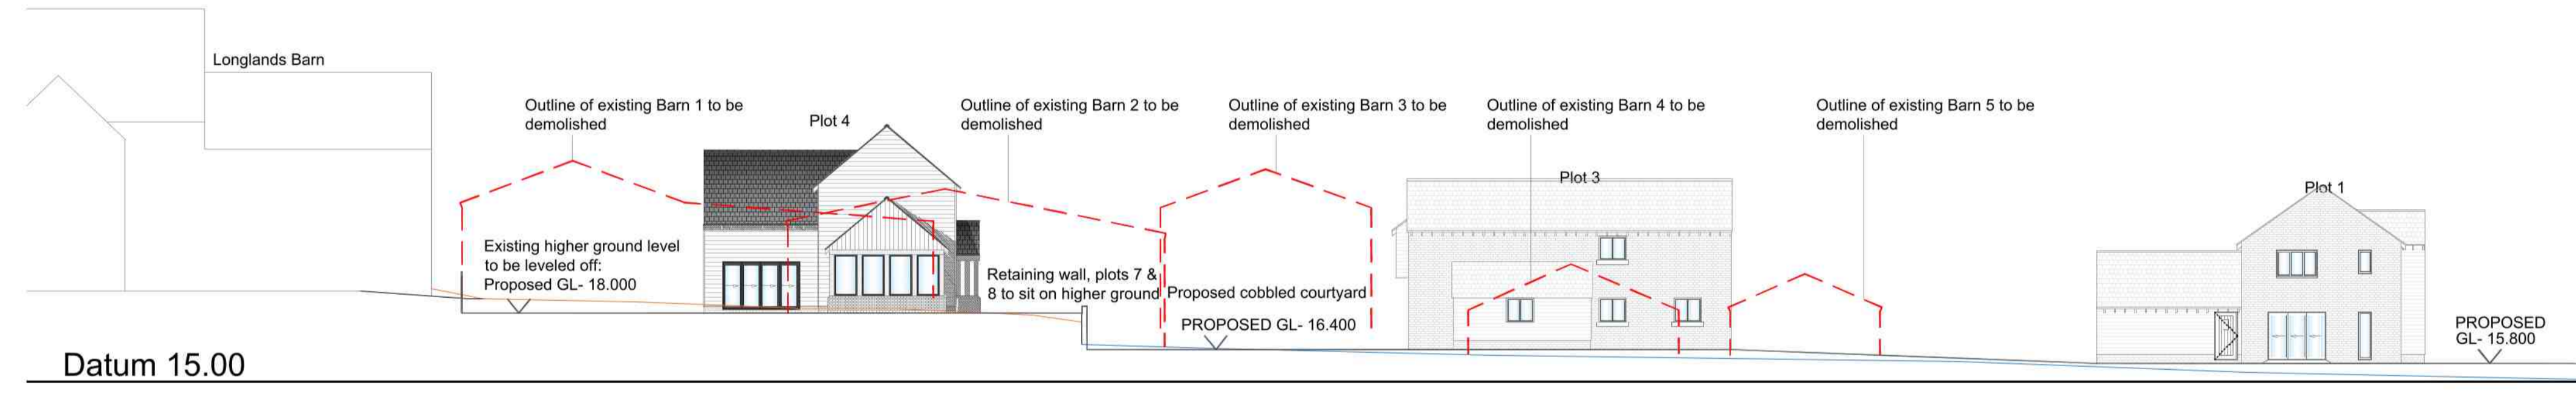 Longlands Barn
Outline of existing Barn 1 to be
demolished
Plot 4
Outline of existing Barn 2 to be
demolished
Outline of existing Barn 3 to be
demolished
Outline of existing Barn 4 to be
demolished
Outline of existing Barn 5 to be
demolished
Plot 3
Plot 1
Existing higher ground level
to be leveled off:
Proposed GL- 18.000
Retaining wall, plots 7 &
8 to sit on higher ground
Proposed cobbled courtyard
PROPOSED GL- 16.400
PROPOSED
GL- 15.800
Datum 15.00